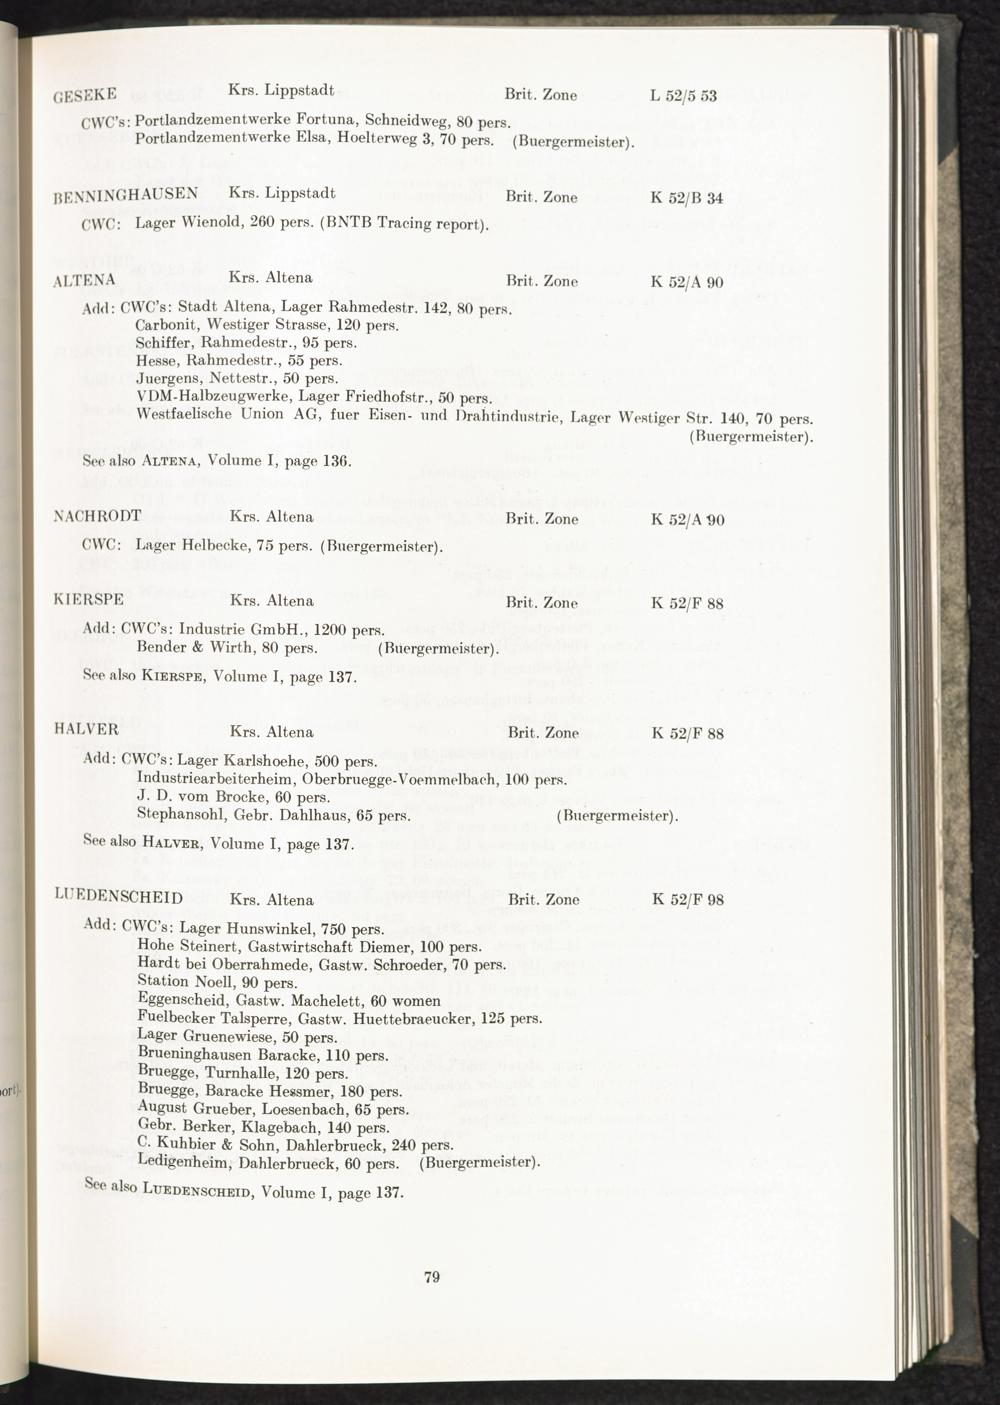 GESEKE Krs. Lippstadt Brit. Zone L 52/5 53
CWC's: Portlandzementwerke Fortuna, Schneidweg, 80 pers.
Portlandzementwerke Elsa, Hoelterweg 3, 70 pers. (Buergermeister).
BENNINGHAUSEN Krs. Lippstadt Brit. Zone K 52/B 34
CWC: Lager Wienold, 260 pers. (BNTB Tracing report).
ALTENA Krs. Altena Brit. Zone K 52/A 90
Add: CWC's: Stadt Altena, Lager Rahmedestr. 142, 80 pers.
Carbonit, Westiger Strasse, 120 pers.
Schiffer, Rahmedestr., 95 pers.
Hesse, Rahmedestr., 55 pers.
Juergens, Nettestr., 50 pers.
VDM-Halbzeugwerke, Lager Friedhofstr., 50 pers.
Westfaelische Union AG, fuer Eisen- und Drahtindustrie, Lager Westiger Str. 140, 70 pers.
(Buergermeister).
See also ALTENA, Volume I, page 136.
NACHRODT Krs. Altena Brit. Zone K 52/A 90
CWC: Lager Helbecke, 75 pers. (Buergermeister).
KIERSPE Krs. Altena Brit. Zone K 52/F 88
Add: CWC's: Industrie GmbH., 1200 pers.
Bender & Wirth, 80 pers. (Buergermeister).
See also KIERSPE, Volume I, page 137.
HALVER Krs. Altena Brit. Zone K 52/F 88
Add: CWC's: Lager Karlshoehe, 500 pers.
Industriearbeiterheim, Oberbruegge-Voemmelbach, 100 pers.
J. D. vom Brocke, 60 pers.
Stephansohl, Gebr. Dahlhaus, 65 pers. (Buergermeister).
See also HALVER, Volume I, page 137.
LUEDENSCHEID Krs. Altena Brit. Zone K 52/F 98
Add: CWC's: Lager Hunswinkel, 750 pers.
Hohe Steinert, Gastwirtschaft Diemer, 100 pers.
Hardt bei Oberrahmede, Gastw. Schroeder, 70 pers.
Station Noell, 90 pers.
Eggenscheid, Gastw. Machelett, 60 women
Fuelbecker Talsperre, Gastw. Huettebraeucker, 125 pers.
Lager Gruenewiese, 50 pers.
Brueninghausen Baracke, 110 pers.
Bruegge, Turnhalle, 120 pers.
Bruegge, Baracke Hessmer, 180 pers.
August Grueber, Loesenbach, 65 pers.
Gebr. Berker, Klagebach, 140 pers.
C. Kuhbier & Sohn, Dahlerbrueck, 240 pers.
Ledigenheim, Dahlerbrueck, 60 pers. (Buergermeister).
See also LUEDENSCHEID, Volume I, page 137.
79